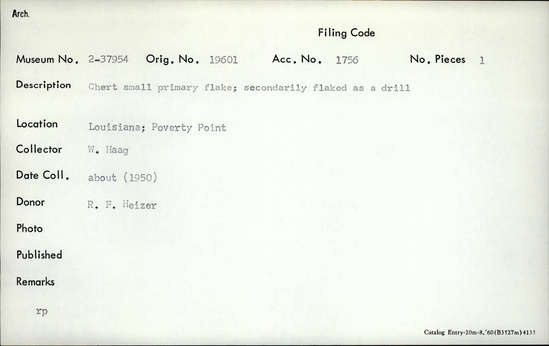 Arch.
Filing Code
Museum No. 2-37954 Orig. No. 19601 Acc. No. 1756 No. Pieces 1
Description Chert small primary flake; secondarily flaked as a drill
Location Louisiana; Poverty Point
Collector W. Haag
Date Coll. about (1950)
Donor R. F. Heizer
Photo
Published
Remarks
rp
Catalog Entry-20m-8,'60(B3527m)4135